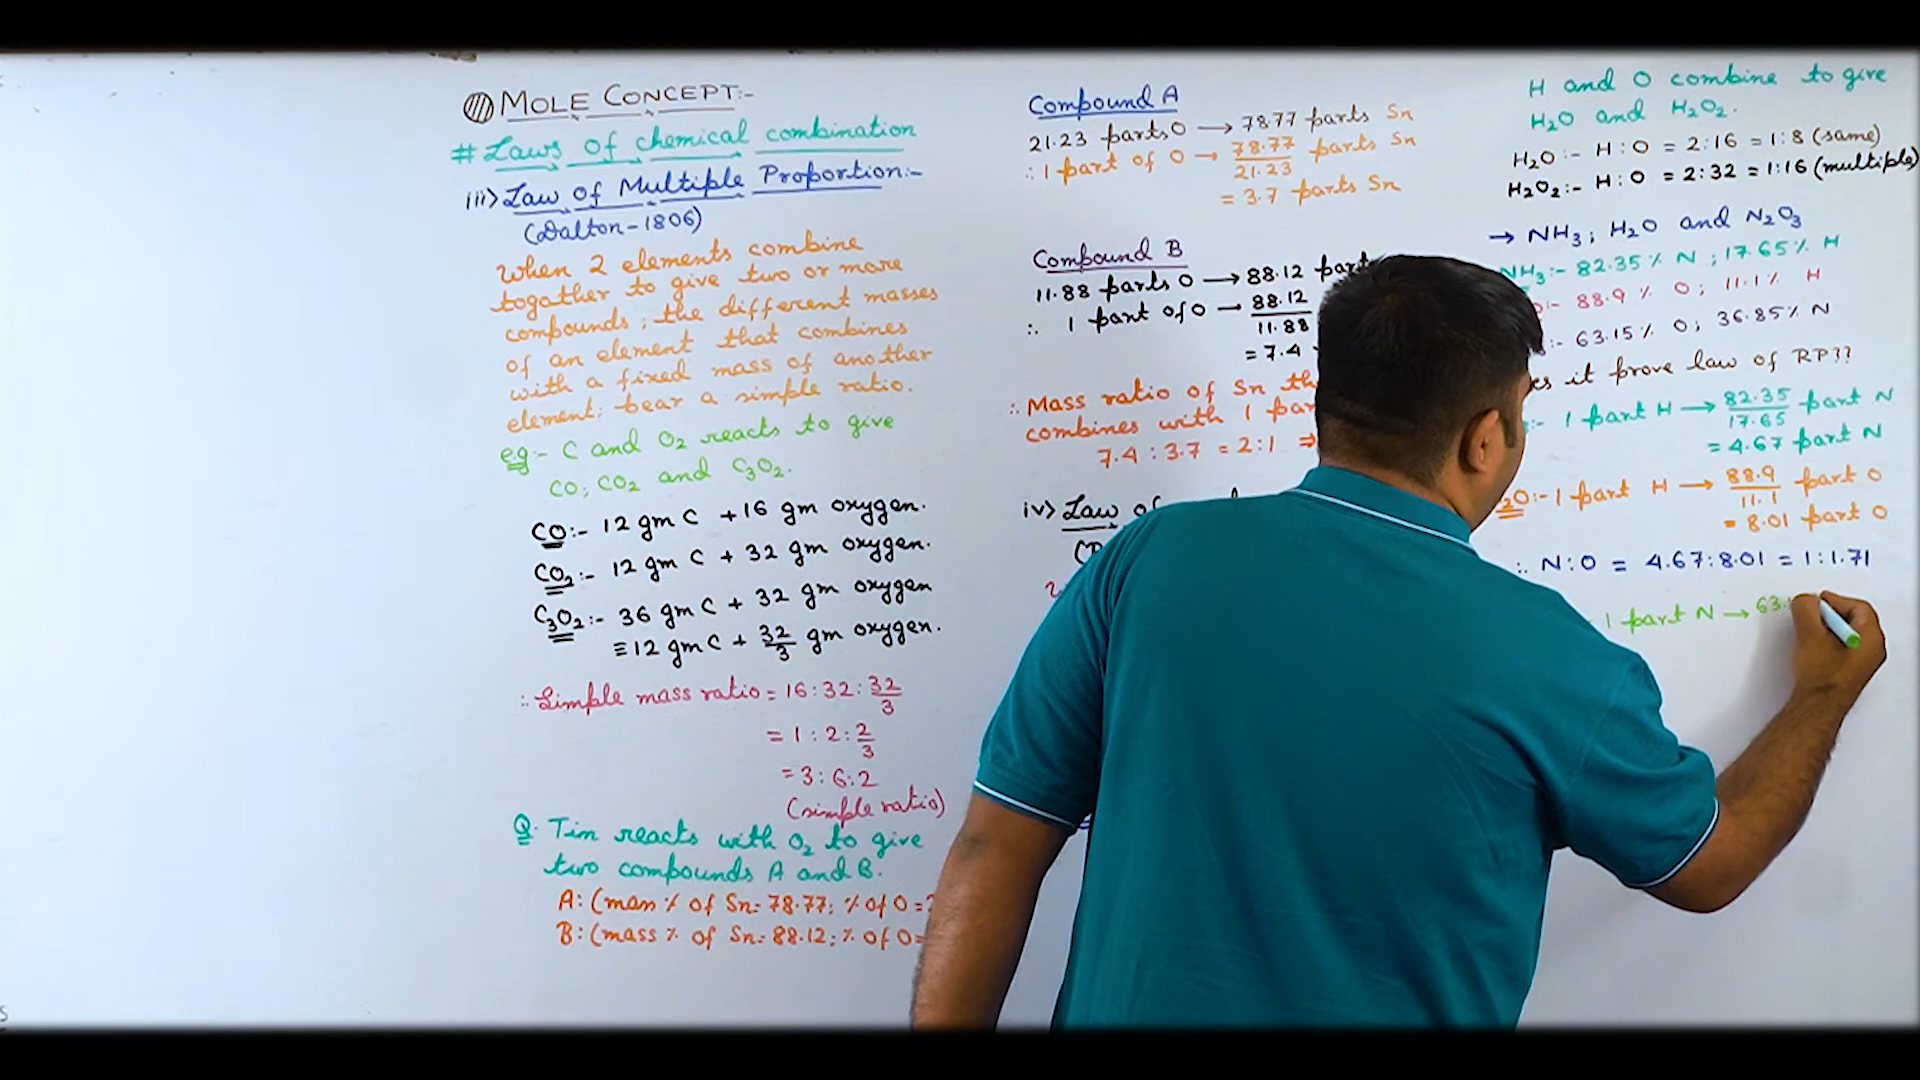 MOLE CONCEPT:-
# Laws of chemical combination
iii> Law of Multiple Proportion:-
(Dalton-1806)
When 2 elements combine
togather to give two or more
compounds; the different masses
of an element that combines
with a fixed mass of another
element; bear a simple ratio.
eg:- C and O₂ reacts to give
CO; CO₂ and C₃O₂.
CO:- 12 gm C + 16 gm oxygen.
CO₂:- 12 gm C + 32 gm oxygen.
C₃O₂:- 36 gm C + 32 gm oxygen
≡ 12 gm C + 32/3 gm oxygen.
∴ Simple mass ratio = 16:32:32/3
= 1:2:2/3
= 3:6:2
(simple ratio)
Q. Tin reacts with O₂ to give
two compounds A and B.
A: (mass % of Sn = 78.77; % of O =
B: (mass % of Sn = 88.12; % of O =
Compound A
21.23 parts O → 78.77 parts Sn
∴ 1 part of O → 78.77/21.23 parts Sn
= 3.7 parts Sn
Compound B
11.88 parts O → 88.12 part
∴ 1 part of O → 88.12/11.88
= 7.4
∴ Mass ratio of Sn th
combines with 1 par
7.4 : 3.7 = 2:1 ⇒
iv> Law of
H and O combine to give
H₂O and H₂O₂.
H₂O:- H:O = 2:16 = 1:8 (same)
H₂O₂:- H:O = 2:32 = 1:16 (multiple)
→ NH₃; H₂O and N₂O₃
NH₃:- 82.35% N; 17.65% H
O:- 88.9% O; 11.1% H
:- 63.15% O; 36.85% N
es it prove law of RP??
:- 1 part H → 82.35/17.65 part N
= 4.67 part N
₂O:- 1 part H → 88.9/11.1 part O
= 8.01 part O
∴ N:O = 4.67:8.01 = 1:1.71
1 part N → 63.